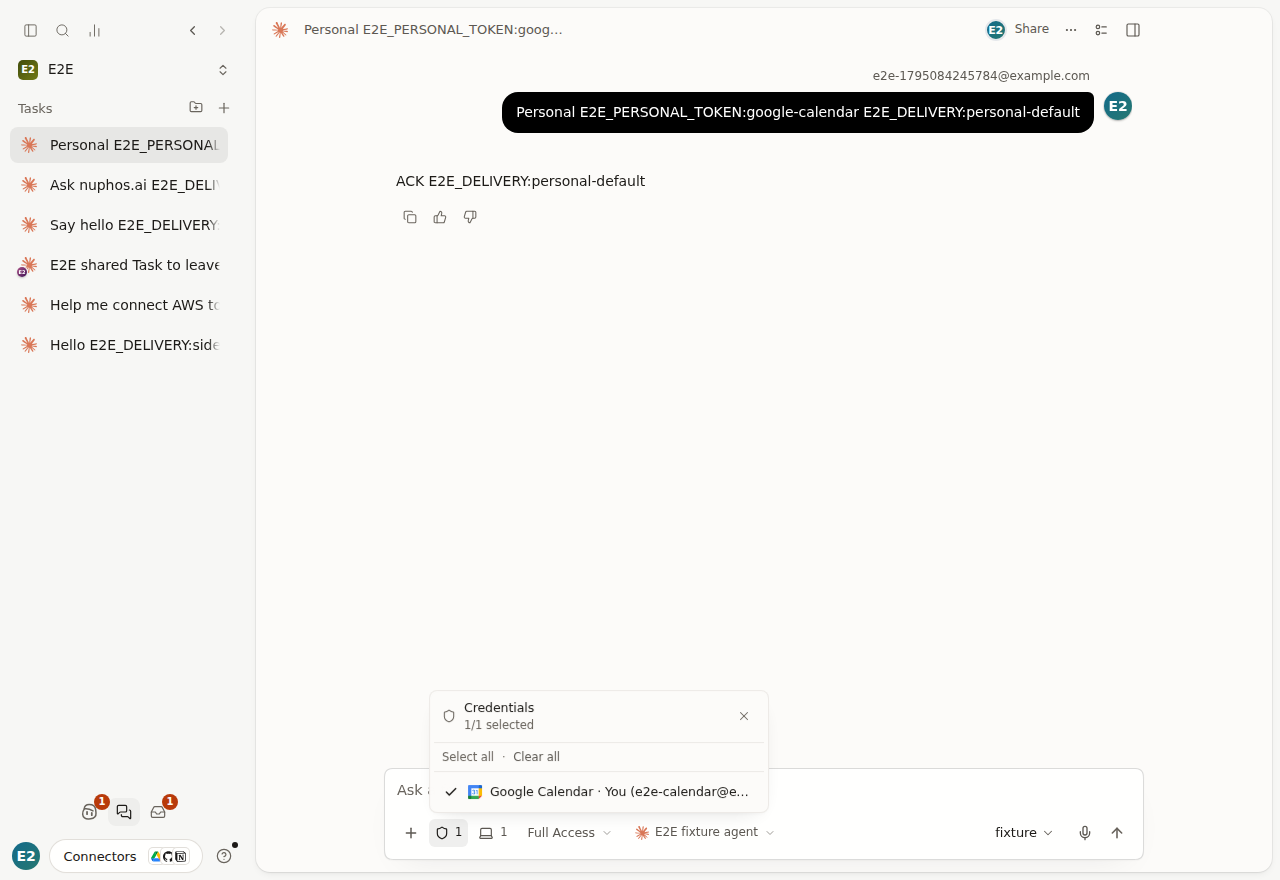 Personal E2E_PERSONAL_TOKEN:goog...
E2 Share
E2 E2E
Tasks
Personal E2E_PERSONAL
Ask nuphos.ai E2E_DELIV
Say hello E2E_DELIVERY:
E2E shared Task to leave
Help me connect AWS to
Hello E2E_DELIVERY:side
e2e-1795084245784@example.com
Personal E2E_PERSONAL_TOKEN:google-calendar E2E_DELIVERY:personal-default
E2
ACK E2E_DELIVERY:personal-default
Credentials
1/1 selected
Select all · Clear all
Google Calendar · You (e2e-calendar@e...
Ask
1 1 Full Access E2E fixture agent fixture
1 1
E2 Connectors